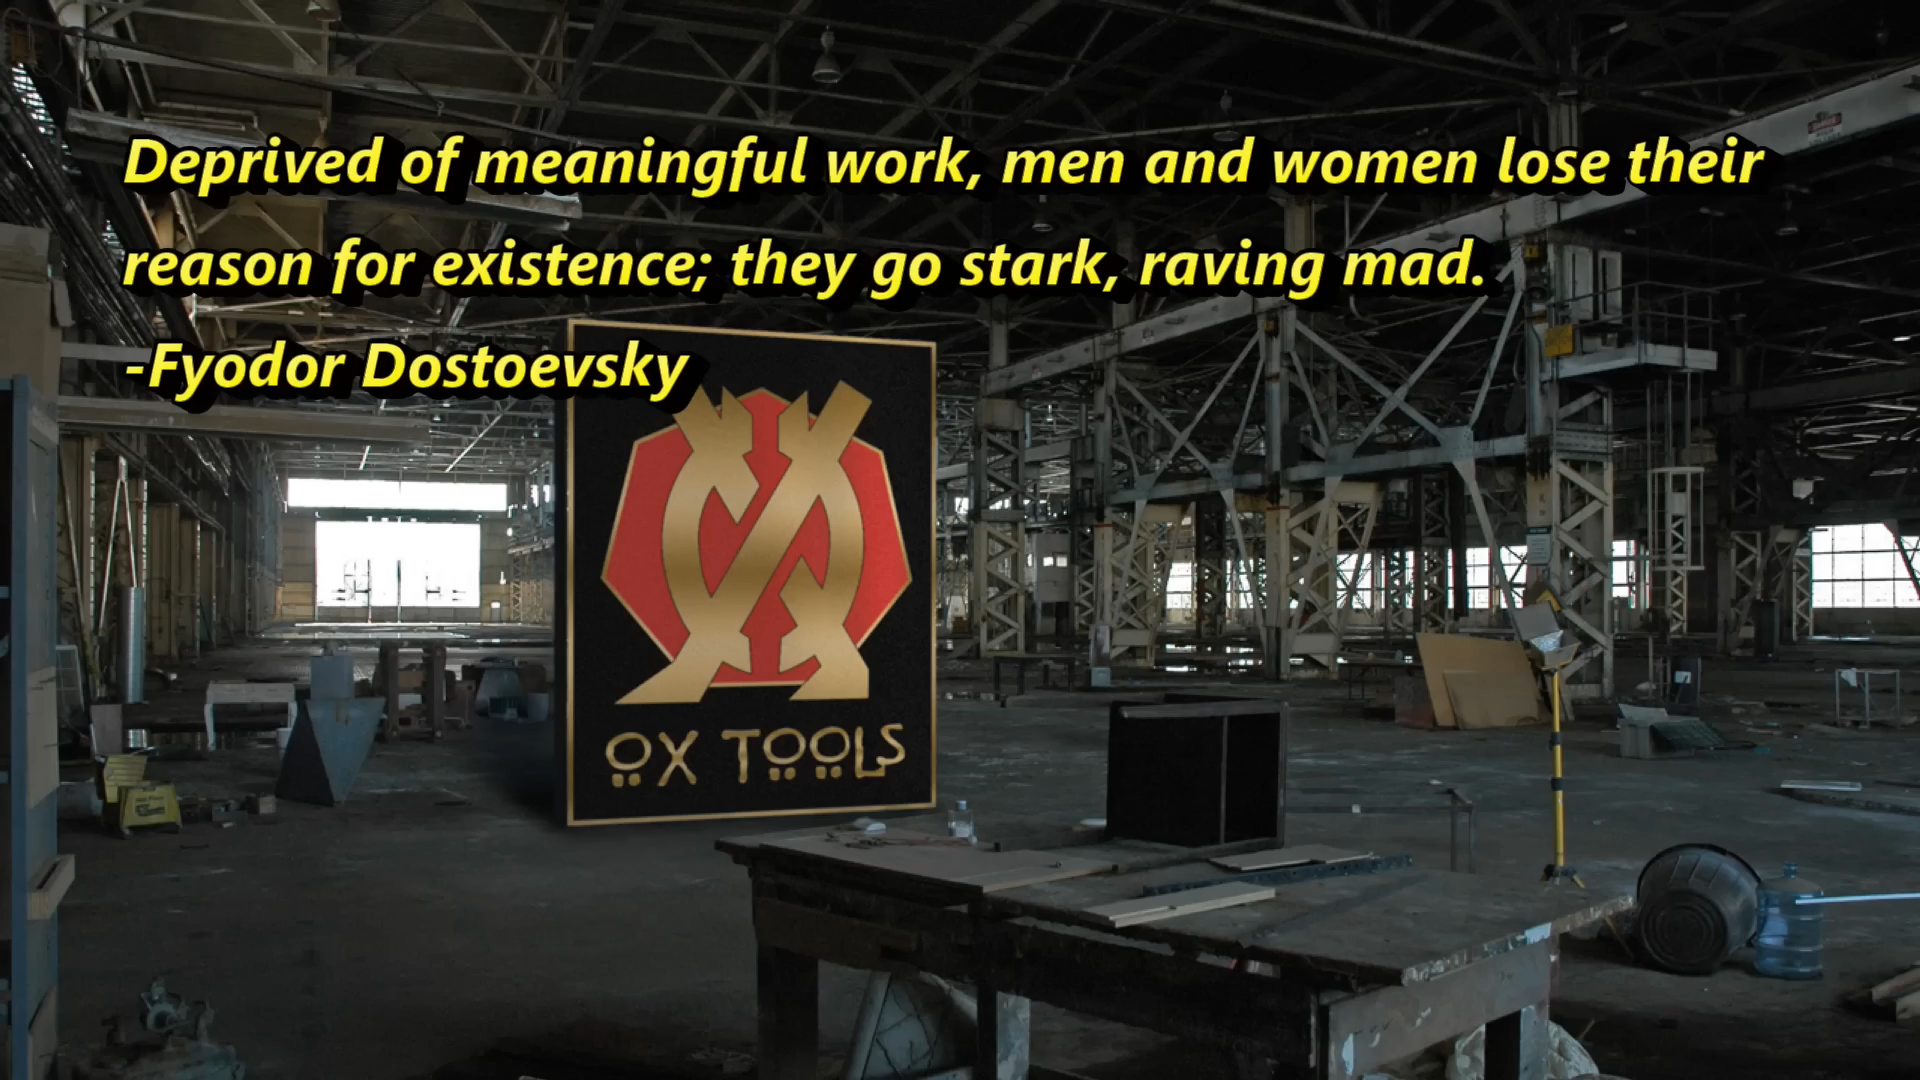 Deprived of meaningful work, men and women lose their
reason for existence; they go stark, raving mad.
-Fyodor Dostoevsky
OX TOOLS